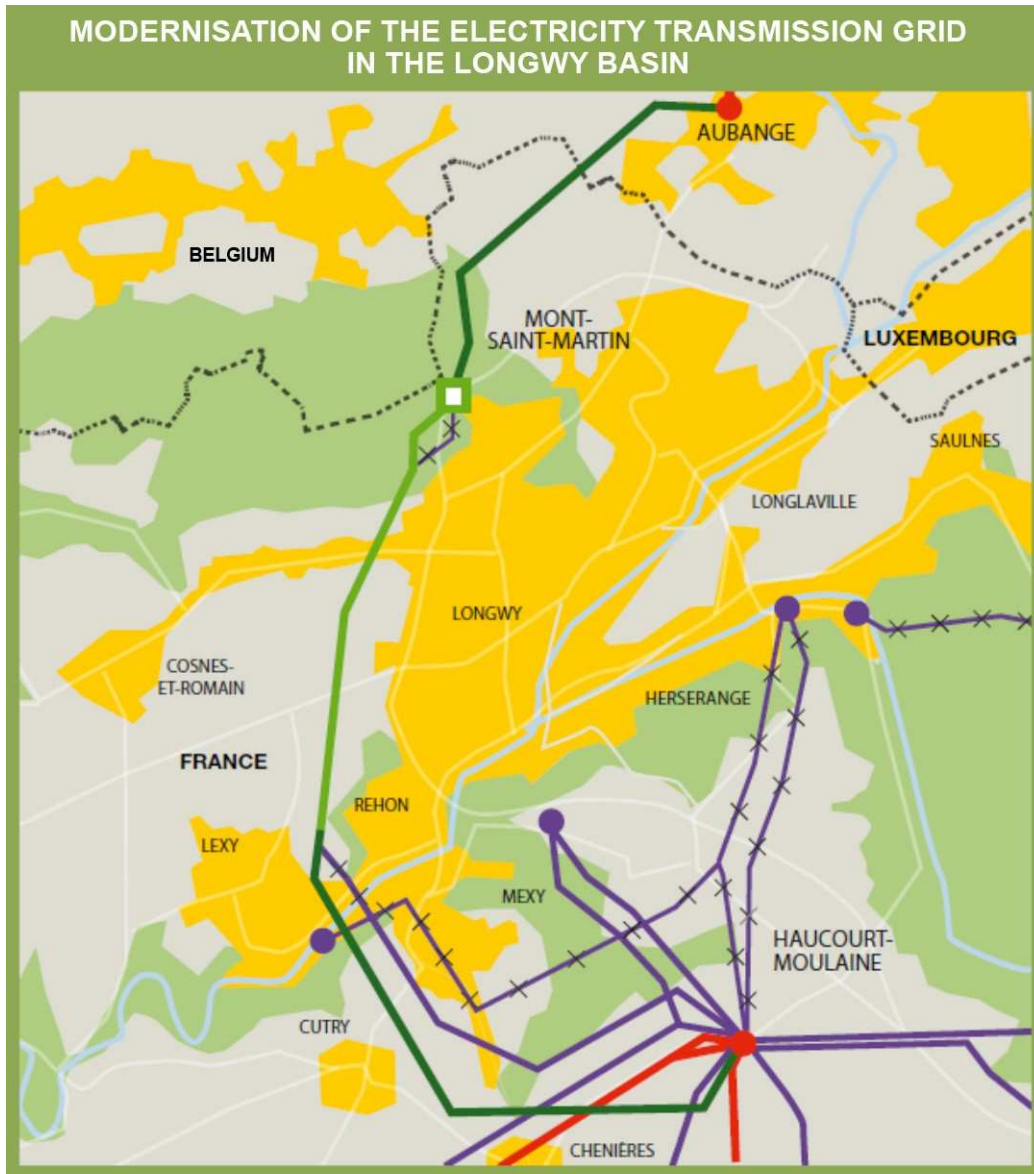 MODERNISATION OF THE ELECTRICITY TRANSMISSION GRID
IN THE LONGWY BASIN
AUBANGE
BELGIUM
MONT-
SAINT-MARTIN
LUXEMBOURG
SAULNES
LONGLAVILLE
LONGWY
COSNES-
ET-ROMAIN
HERSERANGE
FRANCE
REHON
LEXY
MEXY
HAUCOURT-
MOULAINE
CUTRY
CHENIÈRES